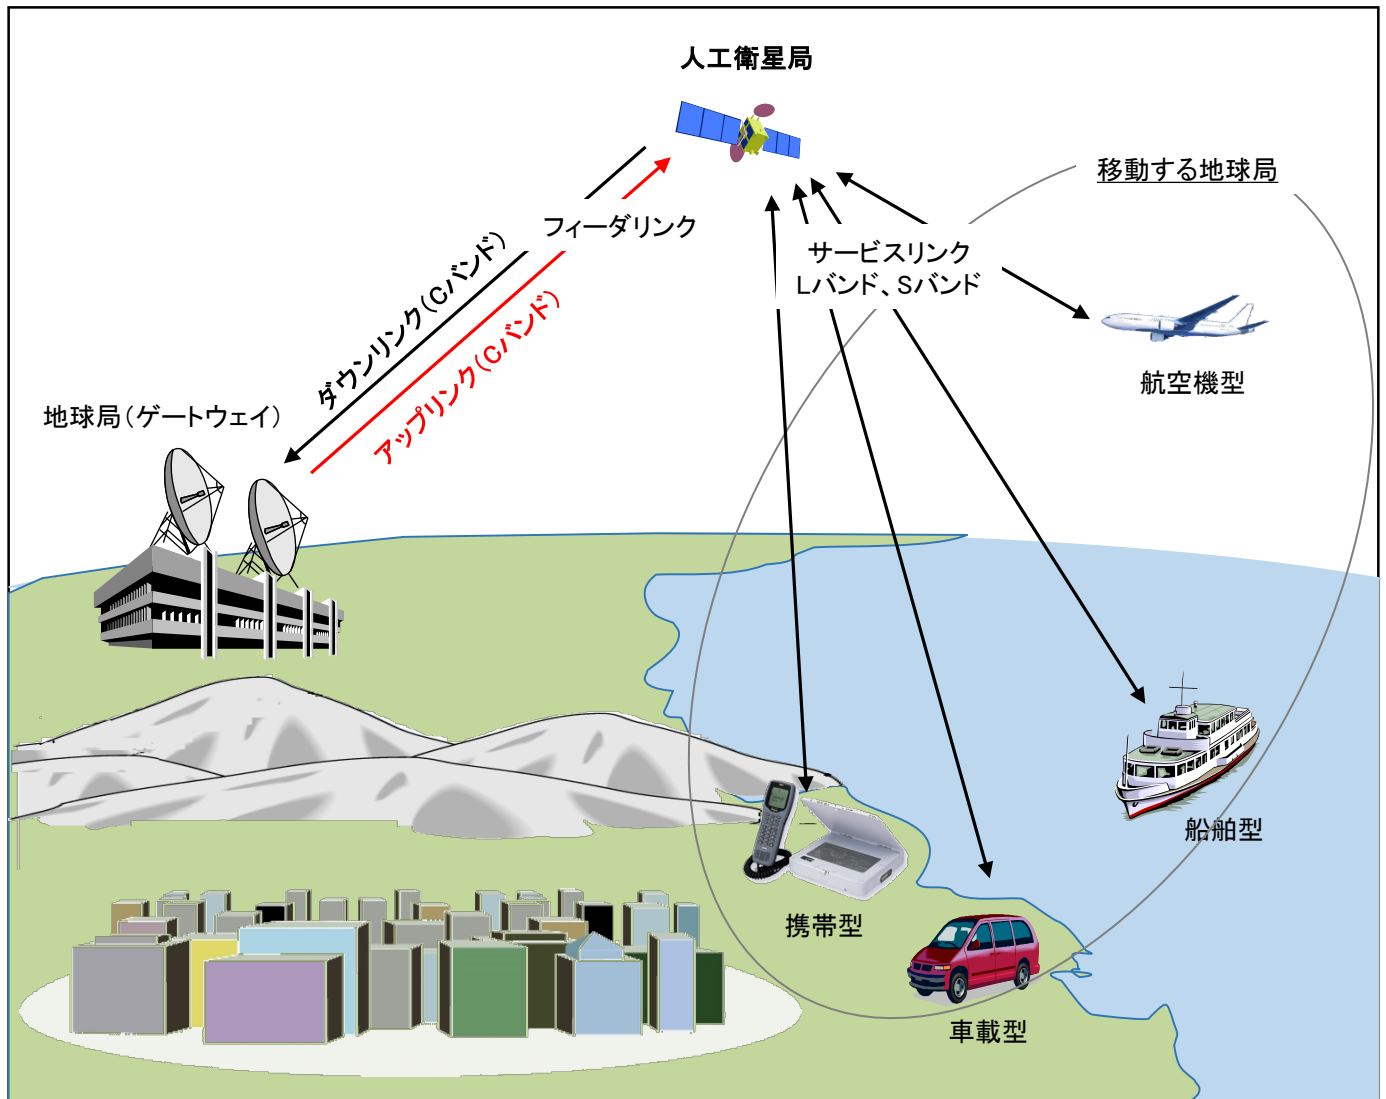 人工衛星局
移動する地球局
フィーダリンク
サービスリンク
Lバンド、Sバンド
ダウンリンク（Cバンド）
アップリンク（Cバンド）
航空機型
地球局（ゲートウェイ）
船舶型
携帯型
車載型